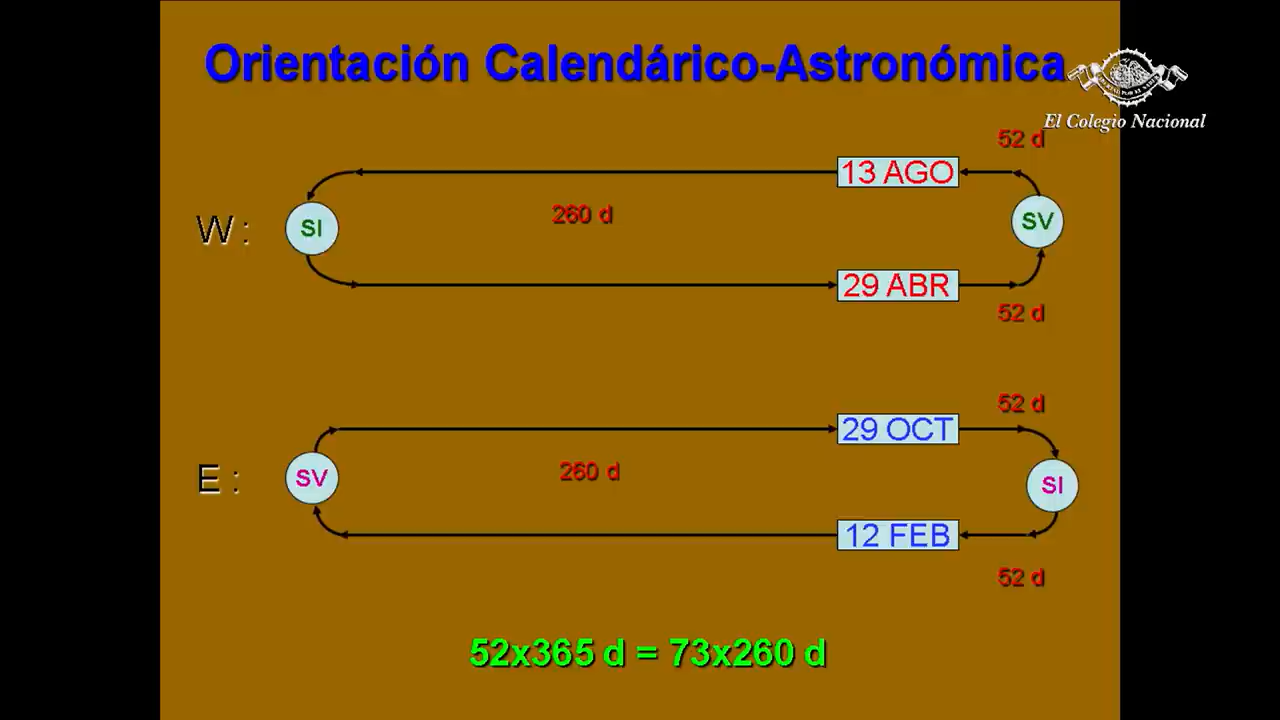 Orientación Calendárico-Astronómica
El Colegio Nacional
52 d
13 AGO
260 d
W :
SI
SV
29 ABR
52 d
52 d
29 OCT
260 d
E :
SV
SI
12 FEB
52 d
52x365 d = 73x260 d